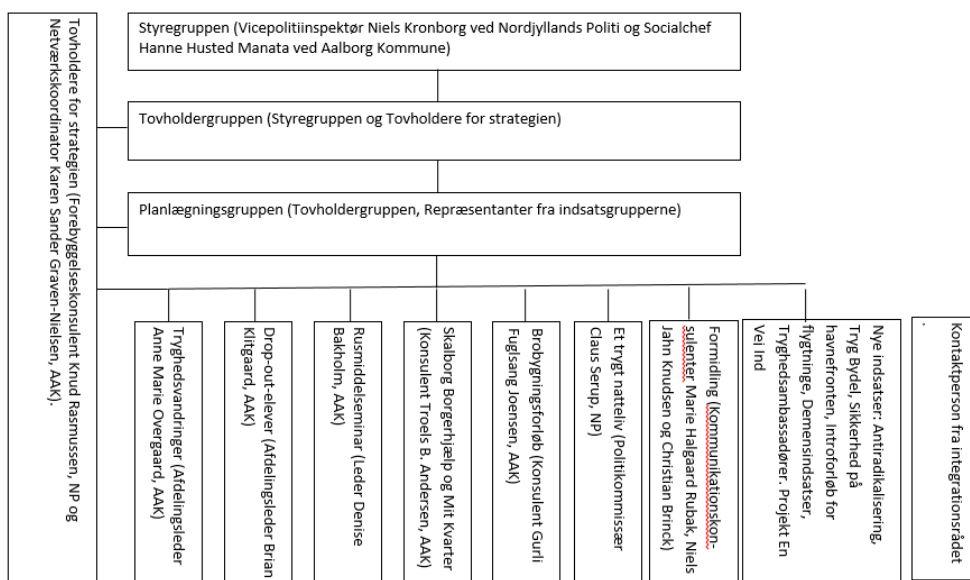 Tovholdere for strategien (Forebyggelseskonsulent Knud Rasmussen, NP og
Netværkskoordinator Karen Sander Graven-Nielsen, AAK).
Styregruppen (Vicepolitiinspektør Niels Kronborg ved Nordjyllands Politi og Socialchef
Hanne Husted Manata ved Aalborg Kommune)
Tovholdergruppen (Styregruppen og Tovholdere for strategien)
Planlægningsgruppen (Tovholdergruppen, Repræsentanter fra indsatsgrupperne)
Tryghedsvandringer (Afdelingsleder
Anne Marie Overgaard, AAK)
Drop-out-elever (Afdelingsleder Brian
Klitgaard, AAK)
Rusmiddelseminar (Leder Denise
Bakholm, AAK)
Skalborg Borgerhjælp og Mit Kvarter
(Konsulent Troels B. Andersen, AAK)
Brobygningsforløb (Konsulent Gurli
Fuglsang Joensen, AAK)
Et trygt natteliv (Politikommissær
Claus Serup, NP)
Formidling (Kommunikationskon-
sulenter Marie Halgaard Rubak, Niels
Jahn Knudsen og Christian Brinck)
Nye indsatser: Antiradikalisering,
Tryg Bydel, Sikkerhed på
havnefronten, Introforløb for
flygtninge, Demensindsatser,
Tryghedsambassadører. Projekt En
Vej Ind
Kontaktperson fra integrationsrådet
.